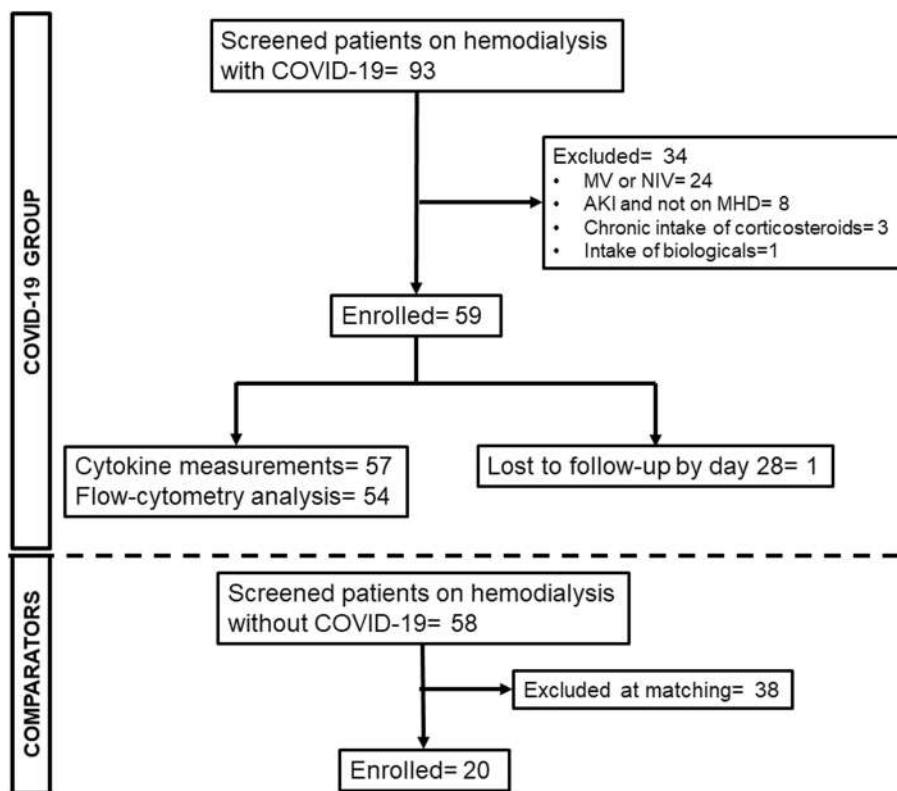 COVID-19 GROUP
Screened patients on hemodialysis
with COVID-19= 93
Excluded= 34
• MV or NIV= 24
• AKI and not on MHD= 8
• Chronic intake of corticosteroids= 3
• Intake of biologicals=1
Enrolled= 59
Cytokine measurements= 57
Flow-cytometry analysis= 54
Lost to follow-up by day 28= 1
COMPARATORS
Screened patients on hemodialysis
without COVID-19= 58
Excluded at matching= 38
Enrolled= 20